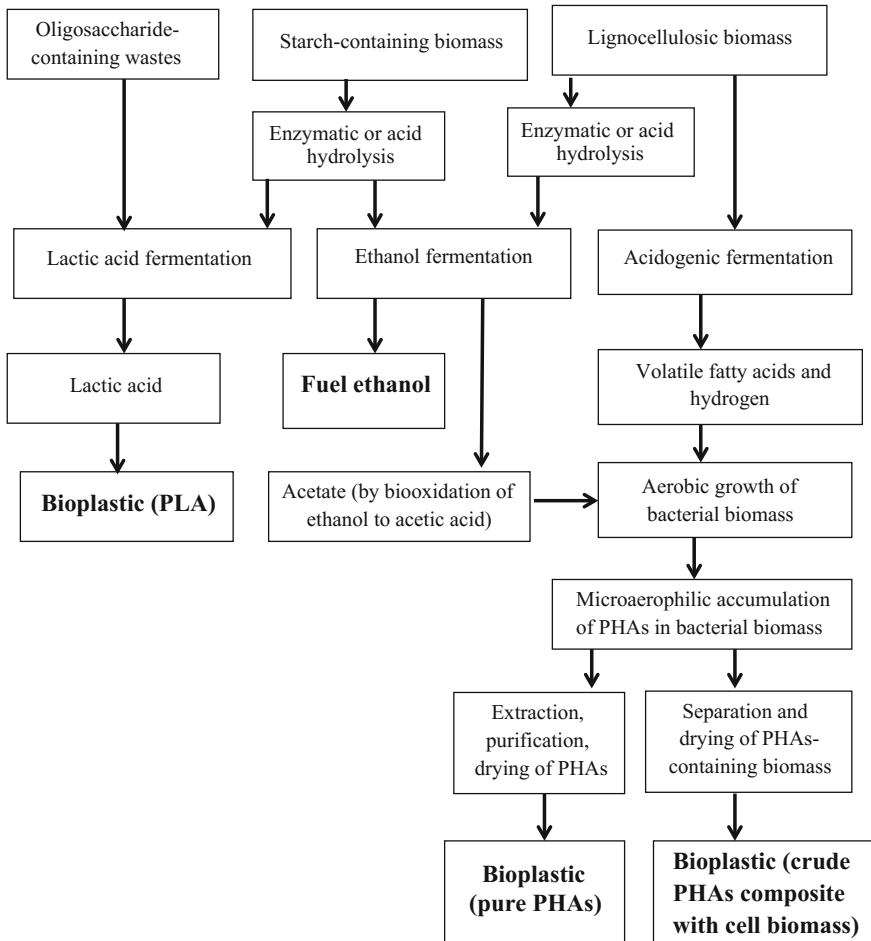 Oligosaccharide-
containing wastes
Starch-containing biomass
Lignocellulosic biomass
Enzymatic or acid
hydrolysis
Enzymatic or acid
hydrolysis
Lactic acid fermentation
Ethanol fermentation
Acidogenic fermentation
Lactic acid
Fuel ethanol
Volatile fatty acids and
hydrogen
Bioplastic (PLA)
Acetate (by biooxidation of
ethanol to acetic acid)
Aerobic growth of
bacterial biomass
Microaerophilic accumulation
of PHAs in bacterial biomass
Extraction,
purification,
drying of PHAs
Separation and
drying of PHAs-
containing biomass
Bioplastic
(pure PHAs)
Bioplastic (crude
PHAs composite
with cell biomass)